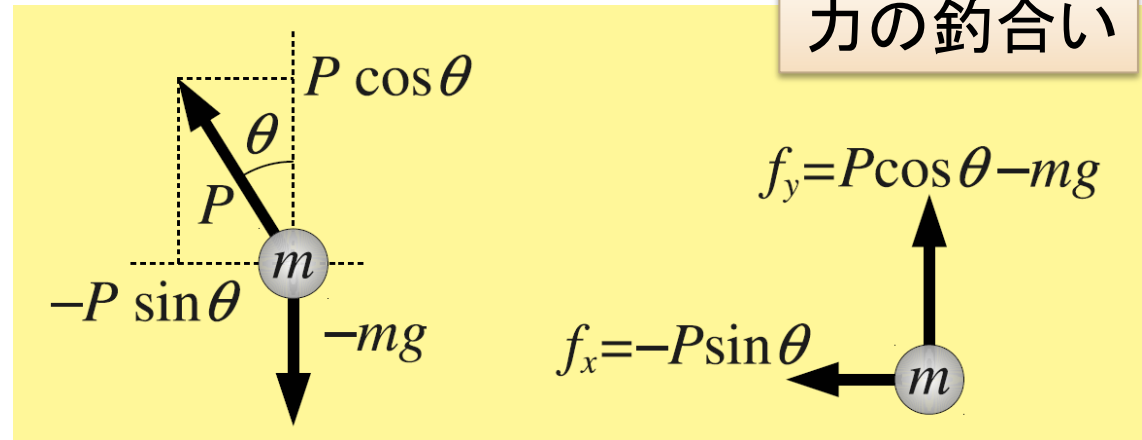 力の釣合い
P cosθ
θ
P
m
−P sinθ
−mg
f_y=Pcosθ−mg
f_x=−Psinθ
m